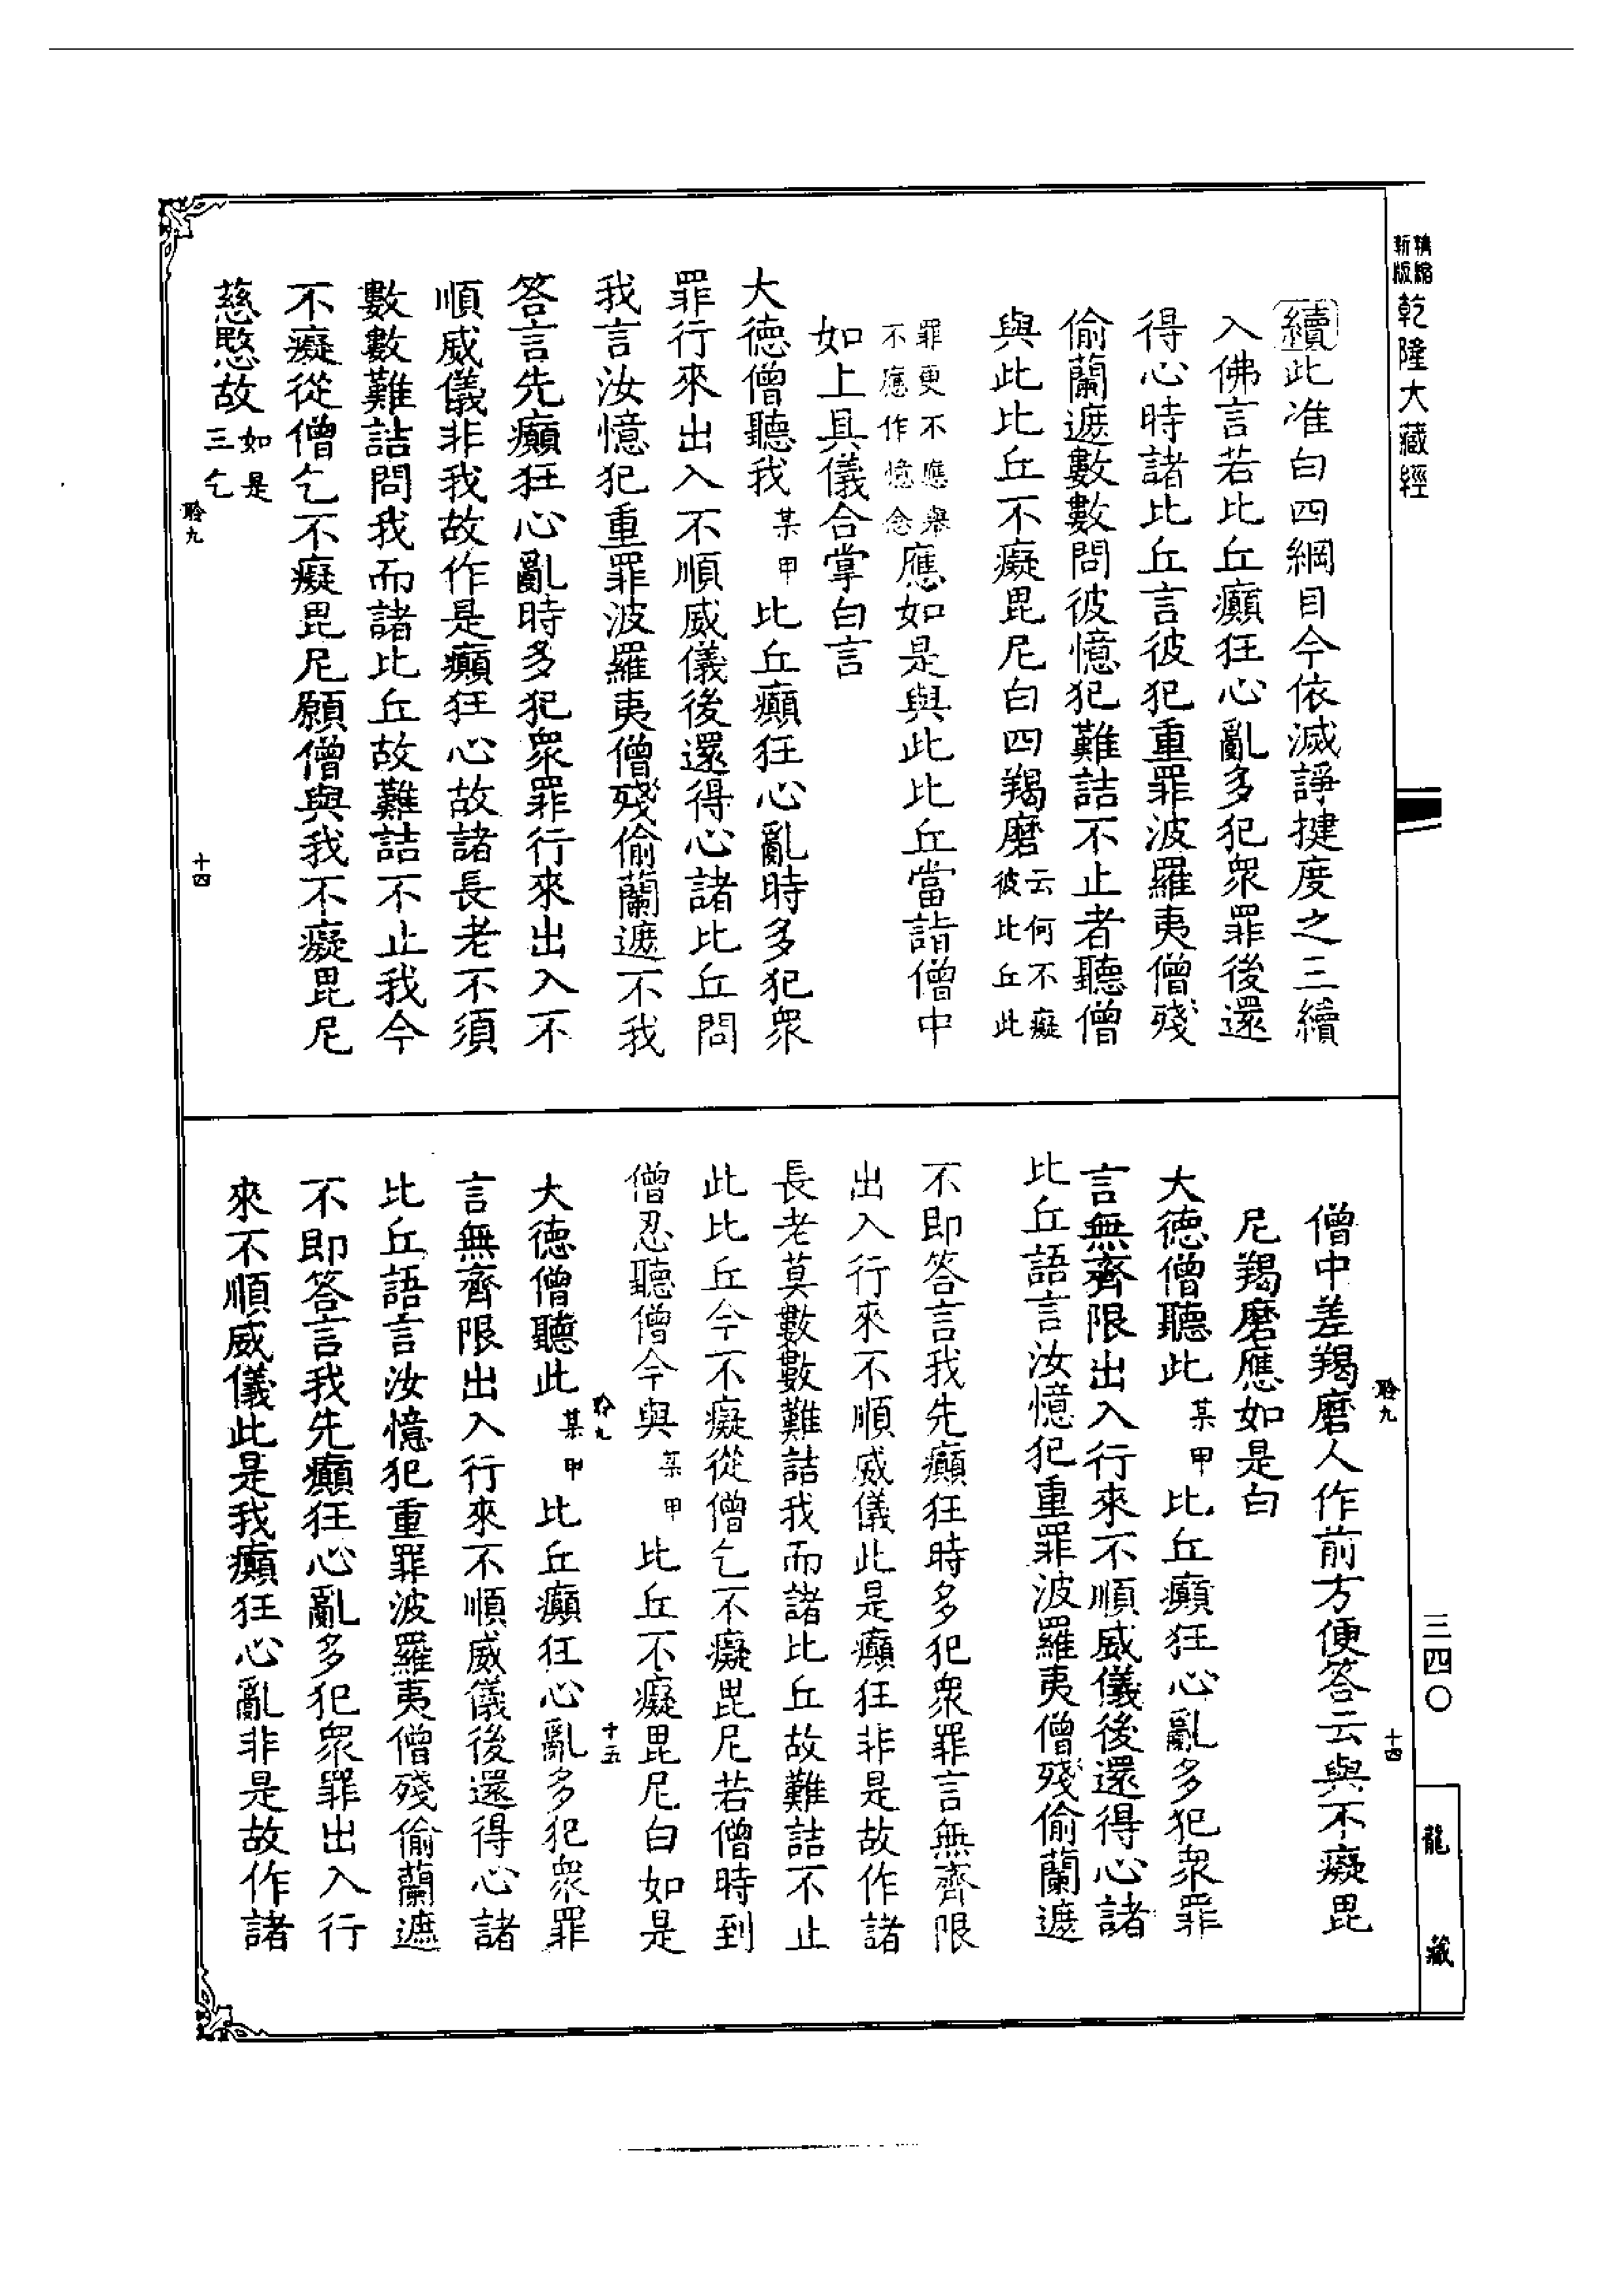 精縮新版乾隆大藏經
續此准白四綱目今依滅諍揵度之三續
入佛言若比丘癲狂心亂多犯衆罪後還
得心時諸比丘言彼犯重罪波羅夷僧殘
偷蘭遮數數問彼憶犯難詰不止者聽僧
與此比丘不癡毘尼白四羯磨云何不癡彼此比丘此
罪更不應舉不應作憶念應如是與此比丘當詣僧中
如上具儀合掌白言
大德僧聽我某甲比丘癲狂心亂時多犯衆
罪行來出入不順威儀後還得心諸比丘問
我言汝憶犯重罪波羅夷僧殘偷蘭遮不我
答言先癲狂心亂時多犯衆罪行來出入不
順威儀非我故作是癲狂心故諸長老不須
數數難詰問我而諸比丘故難詰不止我今
不癡從僧乞不癡毘尼願僧與我不癡毘尼
慈愍故如是三乞
聆九
十四
僧中差羯磨人作前方便答云與不癡毘
尼羯磨應如是白
大德僧聽此某甲比丘癲狂心亂多犯衆罪
言無齊限出入行來不順威儀後還得心諸
比丘語言汝憶犯重罪波羅夷僧殘偷蘭遮
不即答言我先癲狂時多犯衆罪言無齊限
出入行來不順威儀此是癲狂非是故作諸
長老莫數數難詰我而諸比丘故難詰不止
此比丘今不癡從僧乞不癡毘尼若僧時到
僧忍聽僧今與某甲比丘不癡毘尼白如是
聆九
十五
大德僧聽此某甲比丘癲狂心亂多犯衆罪
言無齊限出入行來不順威儀後還得心諸
比丘語言汝憶犯重罪波羅夷僧殘偷蘭遮
不即答言我先癲狂心亂多犯衆罪出入行
來不順威儀此是我癲狂心亂非是故作諸
聆九
十四
三四〇
龍藏